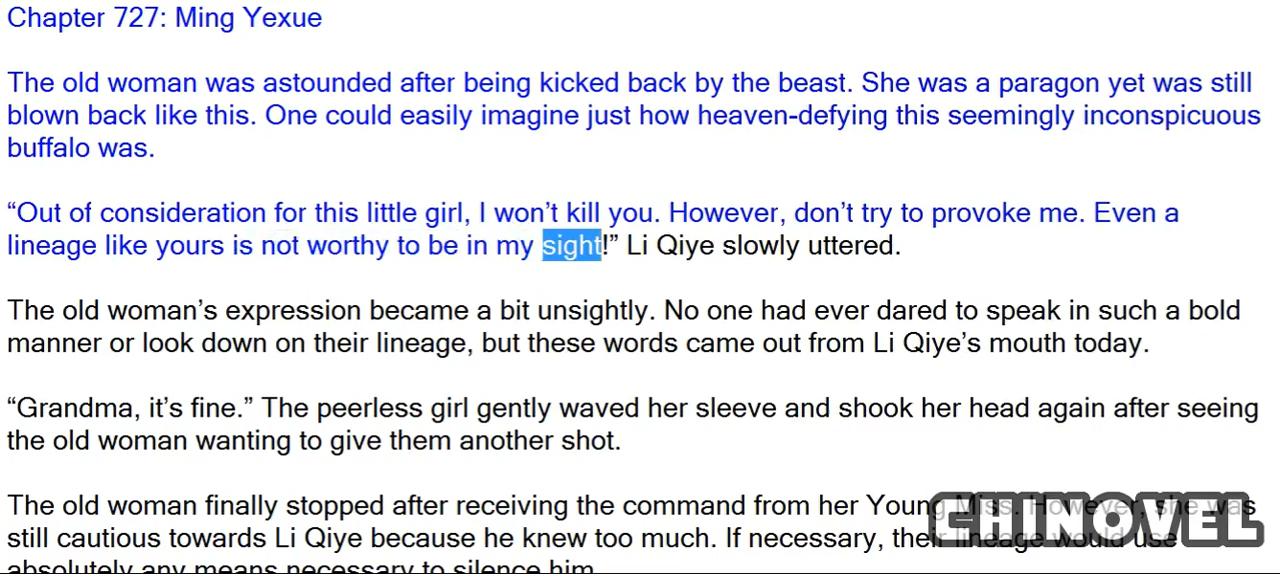 Chapter 727: Ming Yexue
The old woman was astounded after being kicked back by the beast. She was a paragon yet was still
blown back like this. One could easily imagine just how heaven-defying this seemingly inconspicuous
buffalo was.
“Out of consideration for this little girl, I won’t kill you. However, don’t try to provoke me. Even a
lineage like yours is not worthy to be in my sight!” Li Qiye slowly uttered.
The old woman’s expression became a bit unsightly. No one had ever dared to speak in such a bold
manner or look down on their lineage, but these words came out from Li Qiye’s mouth today.
“Grandma, it’s fine.” The peerless girl gently waved her sleeve and shook her head again after seeing
the old woman wanting to give them another shot.
The old woman finally stopped after receiving the command from her Young Miss. However, she was
still cautious towards Li Qiye because he knew too much. If necessary, their lineage would use
absolutely any means necessary to silence him.
CHINOVEL